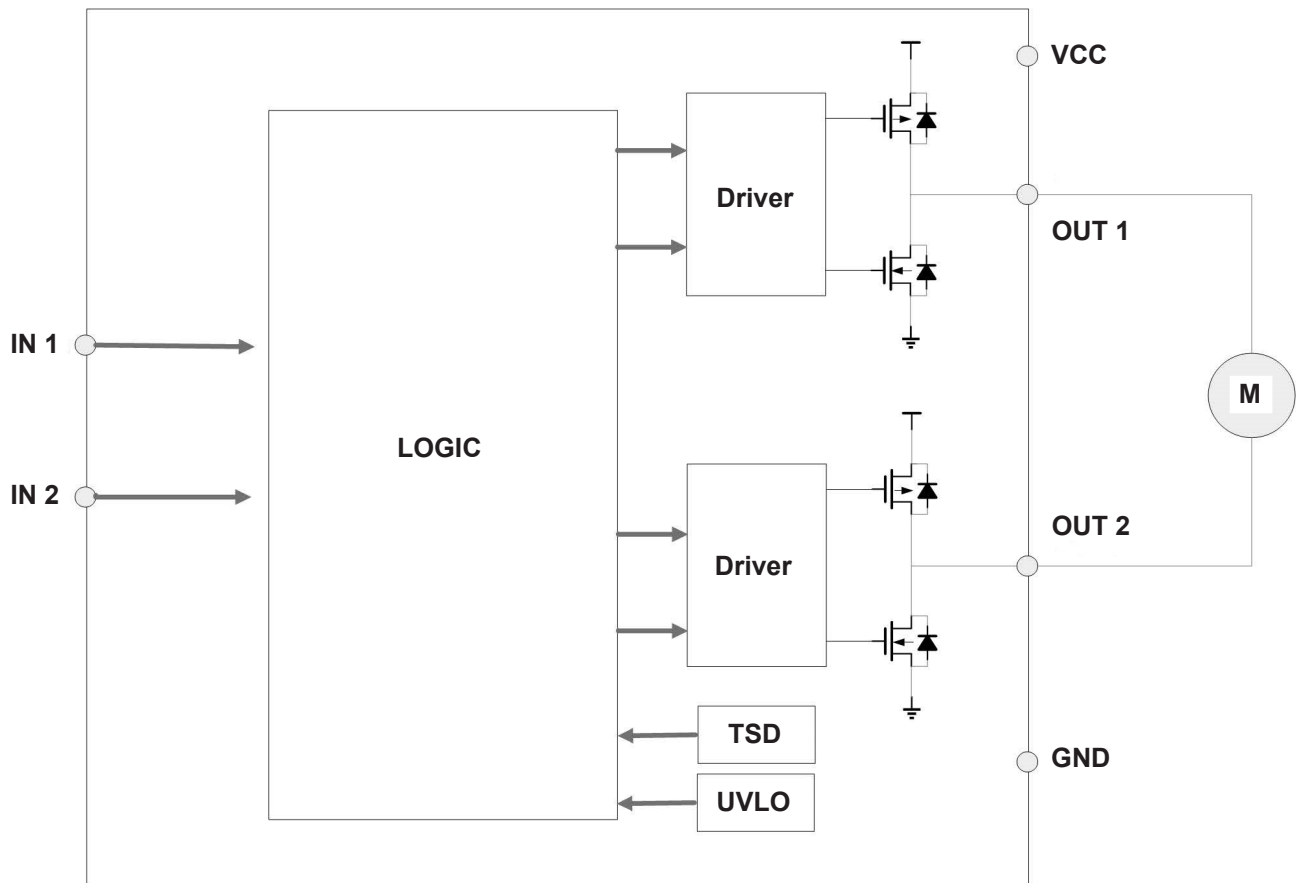 VCC
Driver
OUT 1
IN 1
M
LOGIC
IN 2
OUT 2
Driver
TSD
GND
UVLO